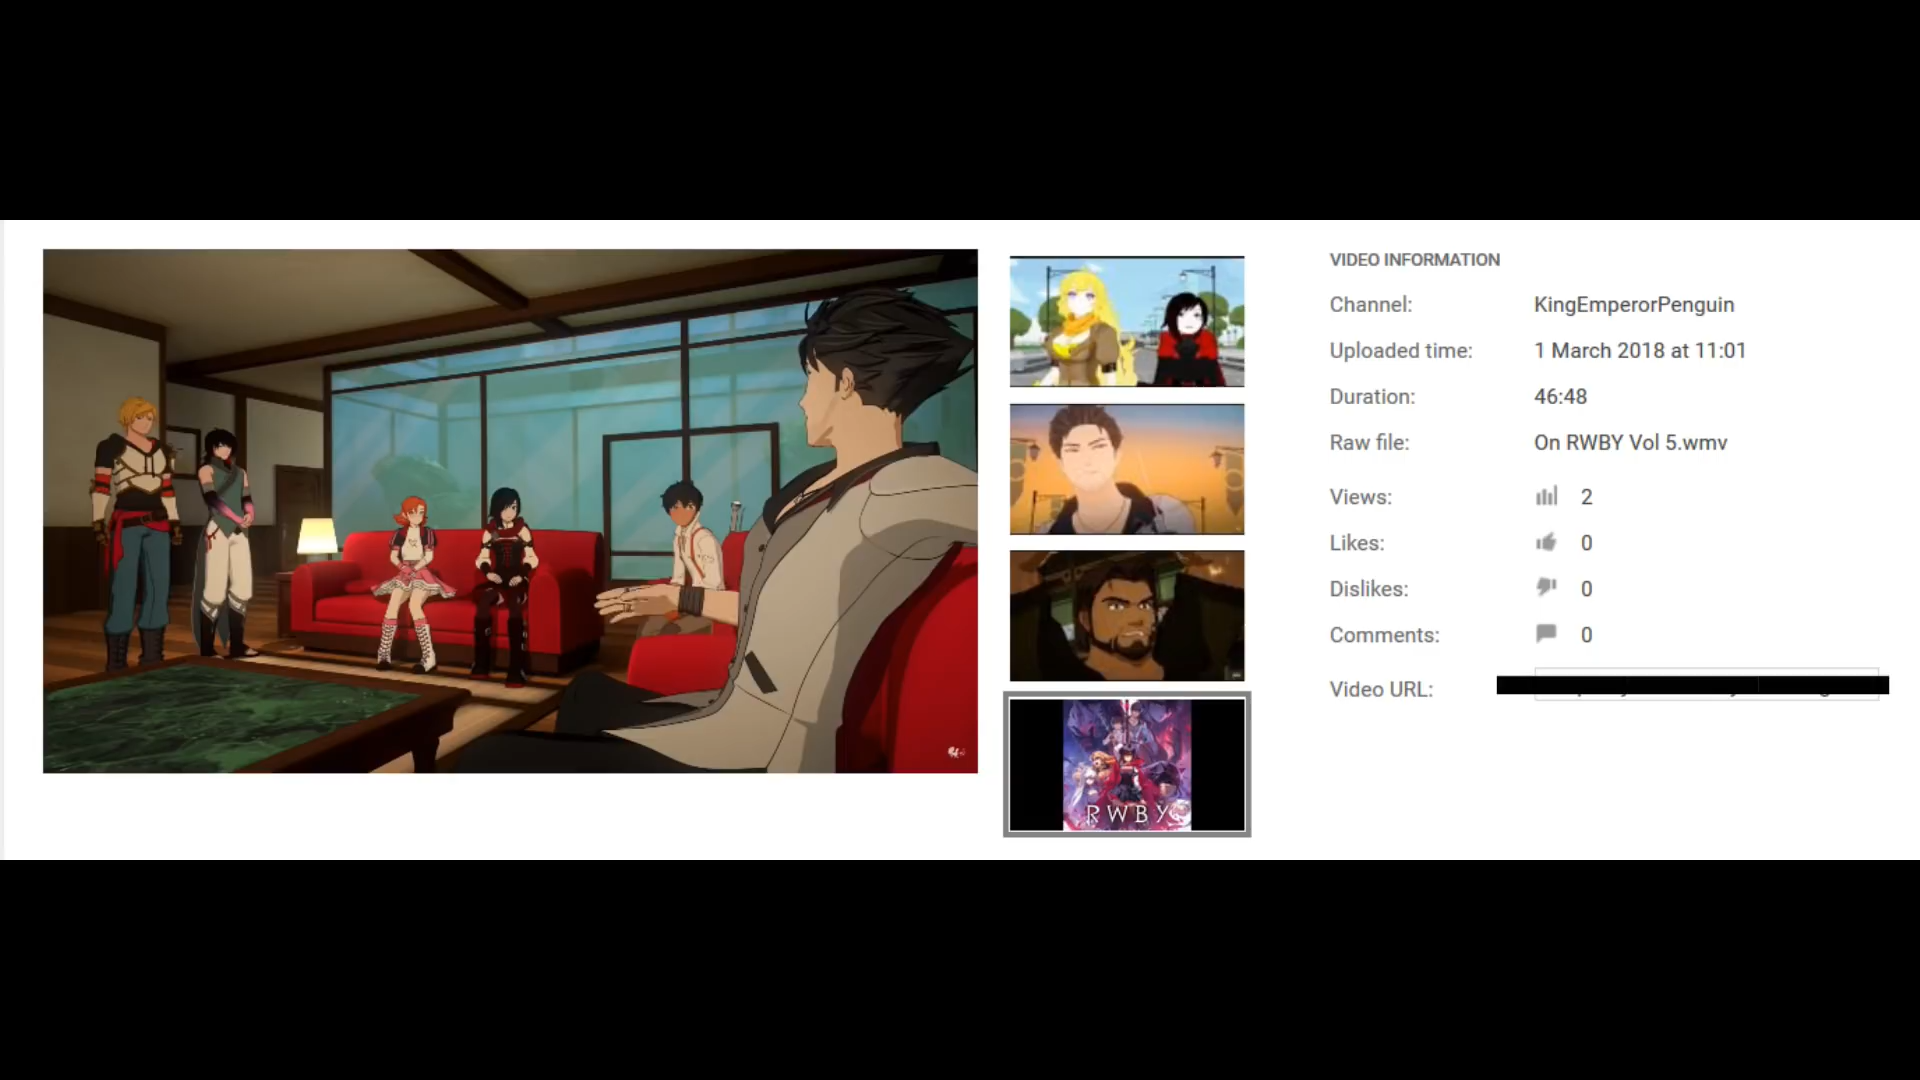 VIDEO INFORMATION
Channel: KingEmperorPenguin
Uploaded time: 1 March 2018 at 11:01
Duration: 46:48
Raw file: On RWBY Vol 5.wmv
Views: 2
Likes: 0
Dislikes: 0
Comments: 0
Video URL:
RWBY